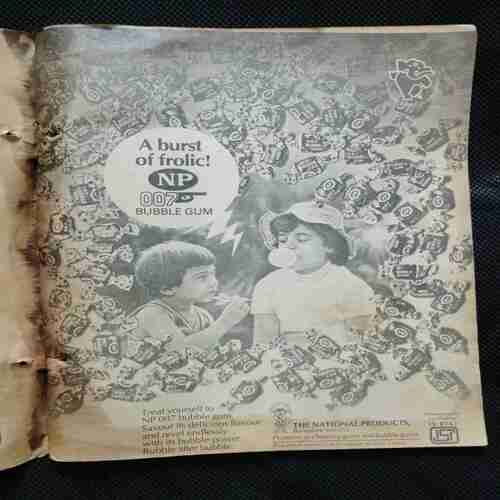 A burst
of frolic!
NP
007
BUBBLE GUM
Treat yourself to
NP 007 bubble gum.
Savour its delicious flavour
and revel endlessly
with its bubble power.
Bubble after bubble.
THE NATIONAL PRODUCTS,
ISI